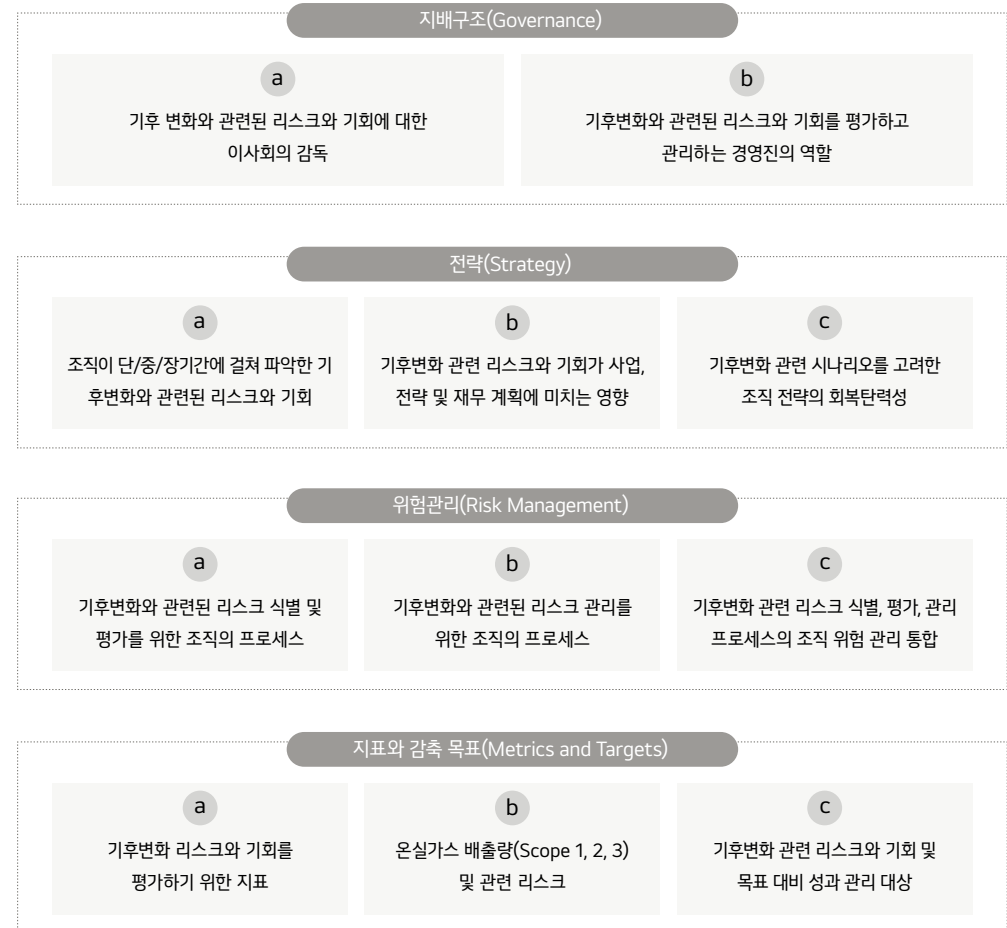 지배구조(Governance)
a
기후 변화와 관련된 리스크와 기회에 대한
이사회의 감독
b
기후변화와 관련된 리스크와 기회를 평가하고
관리하는 경영진의 역할
전략(Strategy)
a
조직이 단/중/장기간에 걸쳐 파악한 기
후변화와 관련된 리스크와 기회
b
기후변화 관련 리스크와 기회가 사업,
전략 및 재무 계획에 미치는 영향
c
기후변화 관련 시나리오를 고려한
조직 전략의 회복탄력성
위험관리(Risk Management)
a
기후변화와 관련된 리스크 식별 및
평가를 위한 조직의 프로세스
b
기후변화와 관련된 리스크 관리를
위한 조직의 프로세스
c
기후변화 관련 리스크 식별, 평가, 관리
프로세스의 조직 위험 관리 통합
지표와 감축 목표(Metrics and Targets)
a
기후변화 리스크와 기회를
평가하기 위한 지표
b
온실가스 배출량(Scope 1, 2, 3)
및 관련 리스크
c
기후변화 관련 리스크와 기회 및
목표 대비 성과 관리 대상